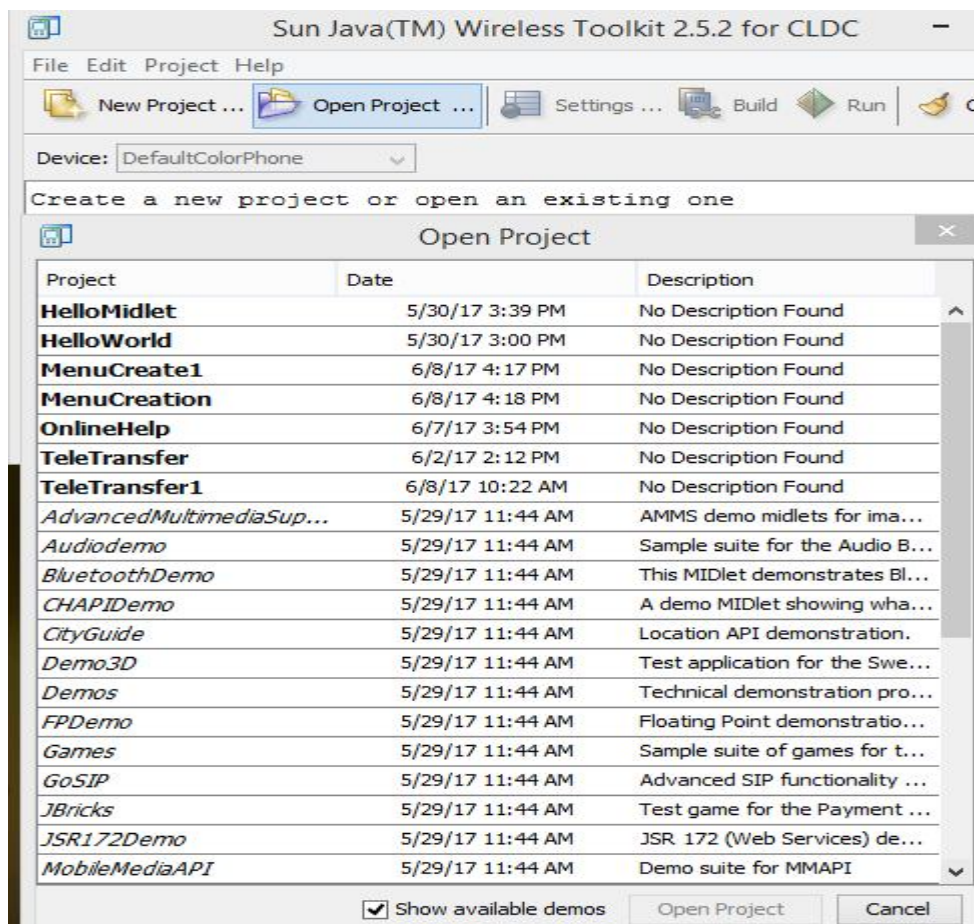 Sun Java(TM) Wireless Toolkit 2.5.2 for CLDC
File Edit Project Help
New Project ... Open Project ... Settings ... Build Run
Device: DefaultColorPhone
Create a new project or open an existing one
Open Project
Project Date Description
HelloMidlet 5/30/17 3:39 PM No Description Found
HelloWorld 5/30/17 3:00 PM No Description Found
MenuCreate1 6/8/17 4:17 PM No Description Found
MenuCreation 6/8/17 4:18 PM No Description Found
OnlineHelp 6/7/17 3:54 PM No Description Found
TeleTransfer 6/2/17 2:12 PM No Description Found
TeleTransfer1 6/8/17 10:22 AM No Description Found
AdvancedMultimediaSup... 5/29/17 11:44 AM AMMS demo midlets for ima...
Audiodemo 5/29/17 11:44 AM Sample suite for the Audio B...
BluetoothDemo 5/29/17 11:44 AM This MIDlet demonstrates Bl...
CHAPIDemo 5/29/17 11:44 AM A demo MIDlet showing wha...
CityGuide 5/29/17 11:44 AM Location API demonstration.
Demo3D 5/29/17 11:44 AM Test application for the Swe...
Demos 5/29/17 11:44 AM Technical demonstration pro...
FPDemo 5/29/17 11:44 AM Floating Point demonstratio...
Games 5/29/17 11:44 AM Sample suite of games for t...
GoSIP 5/29/17 11:44 AM Advanced SIP functionality ...
JBricks 5/29/17 11:44 AM Test game for the Payment ...
JSR172Demo 5/29/17 11:44 AM JSR 172 (Web Services) de...
MobileMediaAPI 5/29/17 11:44 AM Demo suite for MMAPI
Show available demos Open Project Cancel